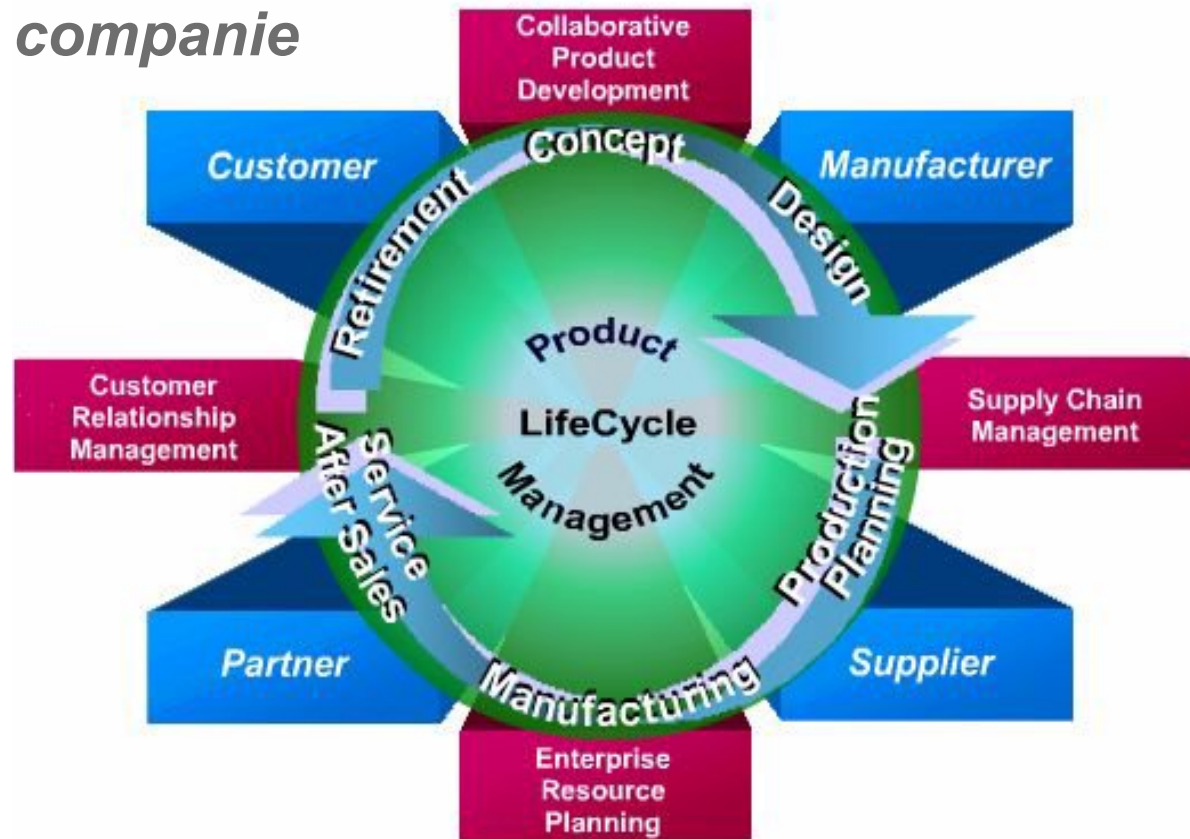 companie
Collaborative
Product
Development
Customer
Manufacturer
Concept
Design
Retirement
Product
LifeCycle
Management
Customer
Relationship
Management
Supply Chain
Management
Production
Planning
Service
After Sales
Manufacturing
Partner
Supplier
Enterprise
Resource
Planning